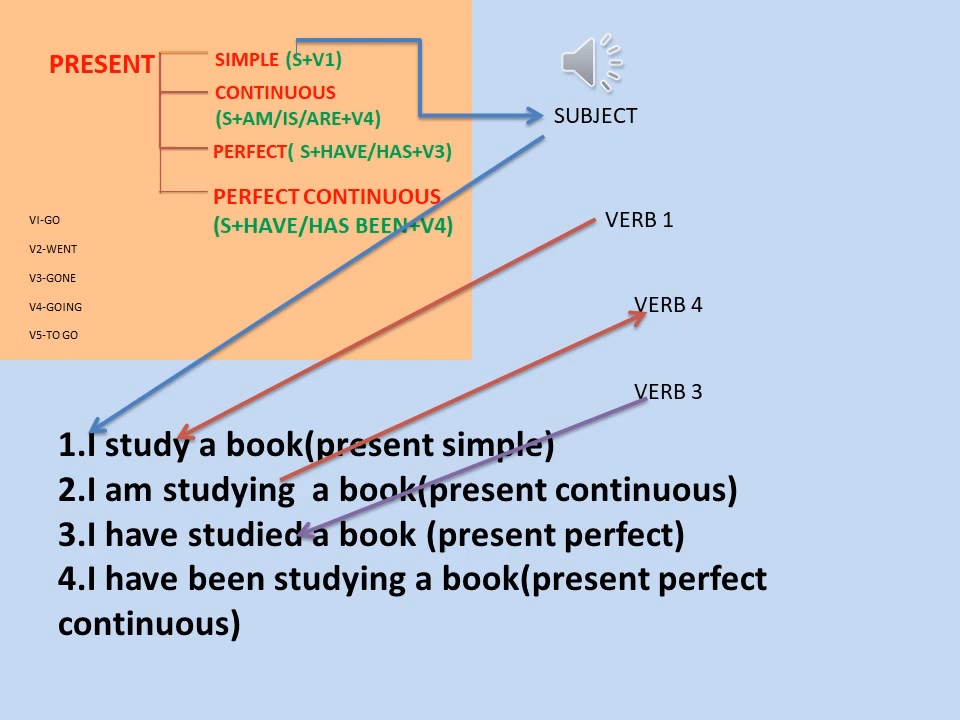 PRESENT
SIMPLE (S+V1)
CONTINUOUS
(S+AM/IS/ARE+V4)
PERFECT( S+HAVE/HAS+V3)
PERFECT CONTINUOUS
(S+HAVE/HAS BEEN+V4)
VI-GO
V2-WENT
V3-GONE
V4-GOING
V5-TO GO
SUBJECT
VERB 1
VERB 4
VERB 3
1.I study a book(present simple)
2.I am studying  a book(present continuous)
3.I have studied a book (present perfect)
4.I have been studying a book(present perfect
continuous)